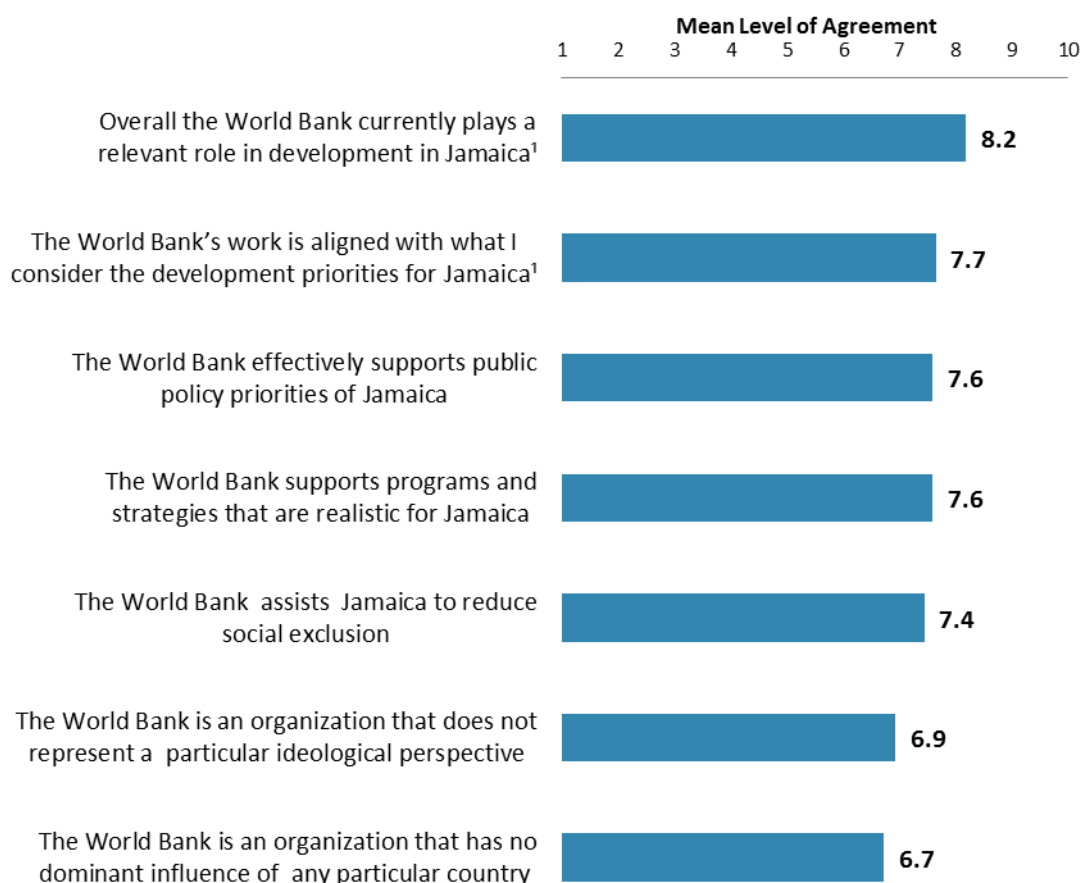 Mean Level of Agreement
1 2 3 4 5 6 7 8 9 10
Overall the World Bank currently plays a
relevant role in development in Jamaica¹
8.2
The World Bank’s work is aligned with what I
consider the development priorities for Jamaica¹
7.7
The World Bank effectively supports public
policy priorities of Jamaica
7.6
The World Bank supports programs and
strategies that are realistic for Jamaica
7.6
The World Bank assists Jamaica to reduce
social exclusion
7.4
The World Bank is an organization that does not
represent a particular ideological perspective
6.9
The World Bank is an organization that has no
dominant influence of any particular country
6.7